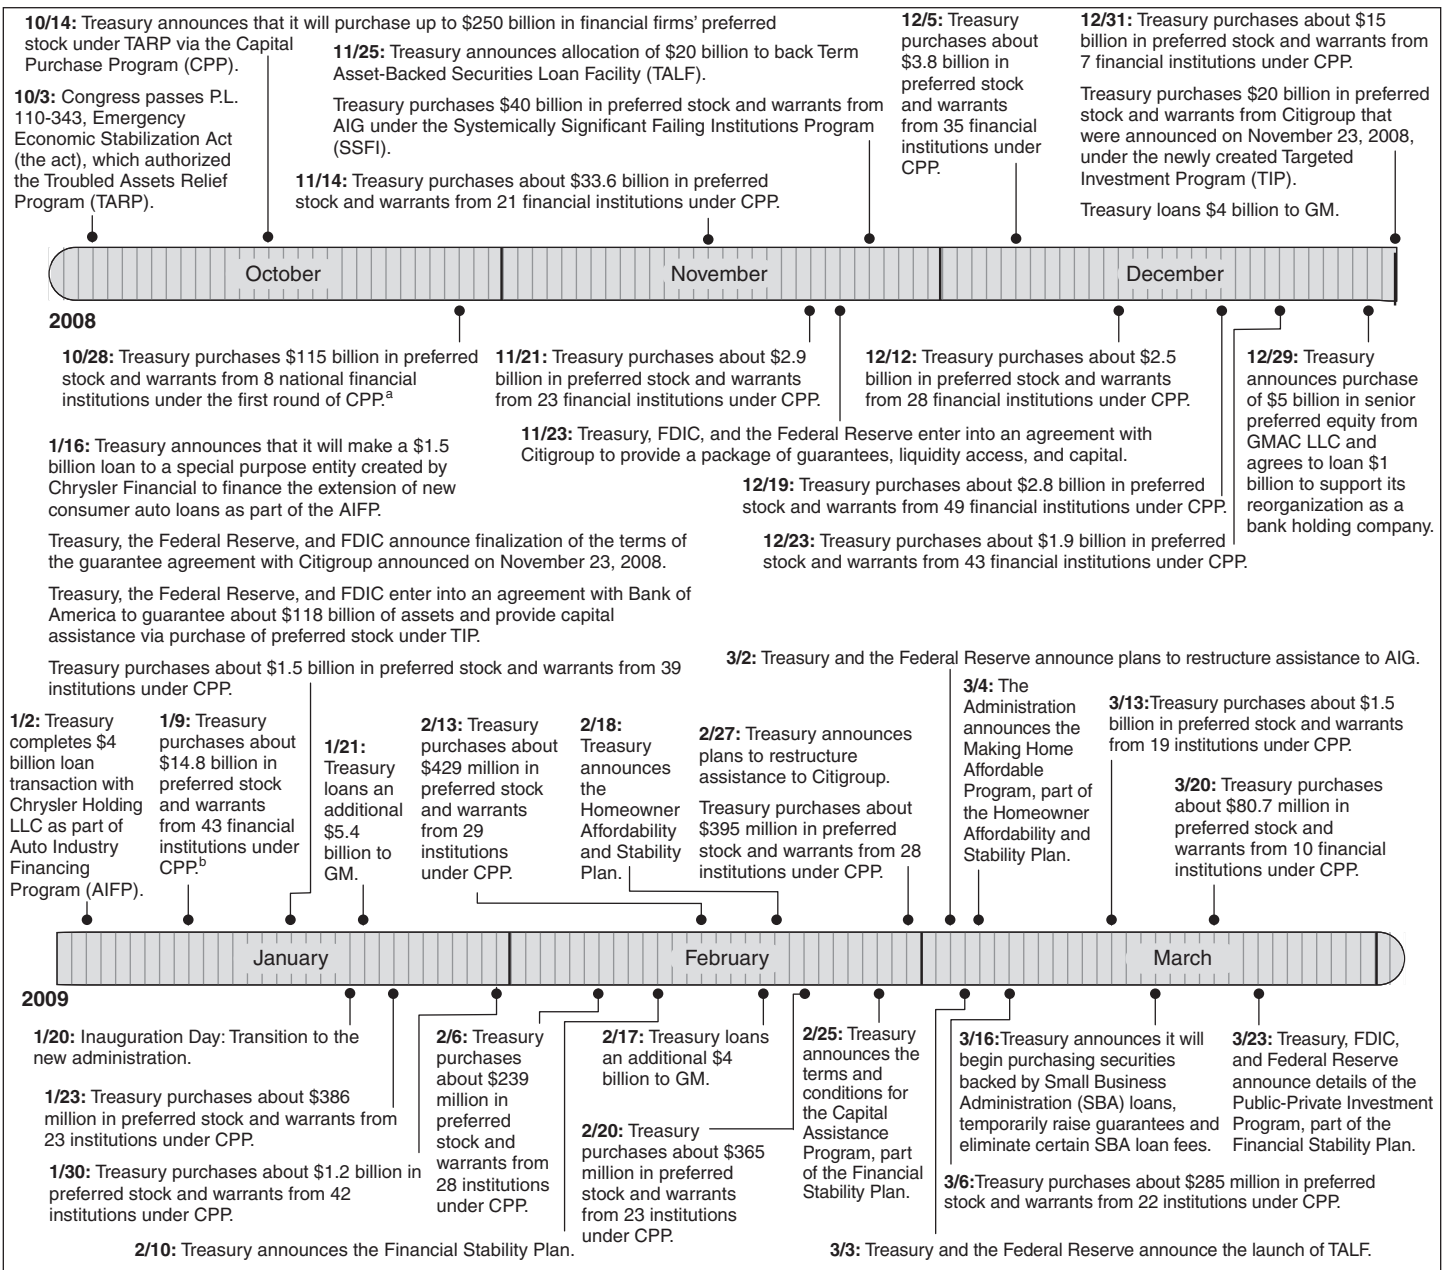 10/14: Treasury announces that it will purchase up to $250 billion in financial firms' preferred
stock under TARP via the Capital
Purchase Program (CPP).
10/3: Congress passes P.L.
110-343, Emergency
Economic Stabilization Act
(the act), which authorized
the Troubled Assets Relief
Program (TARP).
11/25: Treasury announces allocation of $20 billion to back Term
Asset-Backed Securities Loan Facility (TALF).
Treasury purchases $40 billion in preferred stock and warrants from
AIG under the Systemically Significant Failing Institutions Program
(SSFI).
11/14: Treasury purchases about $33.6 billion in preferred
stock and warrants from 21 financial institutions under CPP.
12/5: Treasury
purchases about
$3.8 billion in
preferred stock
and warrants
from 35 financial
institutions under
CPP.
12/31: Treasury purchases about $15
billion in preferred stock and warrants from
7 financial institutions under CPP.
Treasury purchases $20 billion in preferred
stock and warrants from Citigroup that
were announced on November 23, 2008,
under the newly created Targeted
Investment Program (TIP).
Treasury loans $4 billion to GM.
October
November
December
2008
10/28: Treasury purchases $115 billion in preferred
stock and warrants from 8 national financial
institutions under the first round of CPP.a
11/21: Treasury purchases about $2.9
billion in preferred stock and warrants
from 23 financial institutions under CPP.
12/12: Treasury purchases about $2.5
billion in preferred stock and warrants
from 28 financial institutions under CPP.
12/29: Treasury
announces purchase
of $5 billion in senior
preferred equity from
GMAC LLC and
agrees to loan $1
billion to support its
reorganization as a
bank holding company.
11/23: Treasury, FDIC, and the Federal Reserve enter into an agreement with
Citigroup to provide a package of guarantees, liquidity access, and capital.
12/19: Treasury purchases about $2.8 billion in preferred
stock and warrants from 49 financial institutions under CPP.
12/23: Treasury purchases about $1.9 billion in preferred
stock and warrants from 43 financial institutions under CPP.
1/16: Treasury announces that it will make a $1.5
billion loan to a special purpose entity created by
Chrysler Financial to finance the extension of new
consumer auto loans as part of the AIFP.
Treasury, the Federal Reserve, and FDIC announce finalization of the terms of
the guarantee agreement with Citigroup announced on November 23, 2008.
Treasury, the Federal Reserve, and FDIC enter into an agreement with Bank of
America to guarantee about $118 billion of assets and provide capital
assistance via purchase of preferred stock under TIP.
Treasury purchases about $1.5 billion in preferred stock and warrants from 39
institutions under CPP.
3/2: Treasury and the Federal Reserve announce plans to restructure assistance to AIG.
1/2: Treasury
completes $4
billion loan
transaction with
Chrysler Holding
LLC as part of
Auto Industry
Financing
Program (AIFP).
1/9: Treasury
purchases about
$14.8 billion in
preferred stock
and warrants
from 43 financial
institutions under
CPP.b
1/21:
Treasury
loans an
additional
$5.4
billion to
GM.
2/13: Treasury
purchases about
$429 million in
preferred stock
and warrants
from 29
institutions
under CPP.
2/18:
Treasury
announces
the
Homeowner
Affordability
and Stability
Plan.
2/27: Treasury announces
plans to restructure
assistance to Citigroup.
Treasury purchases about
$395 million in preferred
stock and warrants from 28
institutions under CPP.
3/4: The
Administration
announces the
Making Home
Affordable
Program, part of
the Homeowner
Affordability and
Stability Plan.
3/13:Treasury purchases about $1.5
billion in preferred stock and warrants
from 19 institutions under CPP.
3/20: Treasury purchases
about $80.7 million in
preferred stock and
warrants from 10 financial
institutions under CPP.
January
February
March
2009
1/20: Inauguration Day: Transition to the
new administration.
1/23: Treasury purchases about $386
million in preferred stock and warrants from
23 institutions under CPP.
1/30: Treasury purchases about $1.2 billion in
preferred stock and warrants from 42
institutions under CPP.
2/6: Treasury
purchases
about $239
million in
preferred
stock and
warrants from
28 institutions
under CPP.
2/10: Treasury announces the Financial Stability Plan.
2/17: Treasury loans
an additional $4
billion to GM.
2/20: Treasury
purchases about $365
million in preferred
stock and warrants
from 23 institutions
under CPP.
2/25: Treasury
announces the
terms and
conditions for
the Capital
Assistance
Program, part
of the Financial
Stability Plan.
3/16:Treasury announces it will
begin purchasing securities
backed by Small Business
Administration (SBA) loans,
temporarily raise guarantees and
eliminate certain SBA loan fees.
3/23: Treasury, FDIC,
and Federal Reserve
announce details of the
Public-Private Investment
Program, part of the
Financial Stability Plan.
3/6:Treasury purchases about $285 million in preferred
stock and warrants from 22 institutions under CPP.
3/3: Treasury and the Federal Reserve announce the launch of TALF.